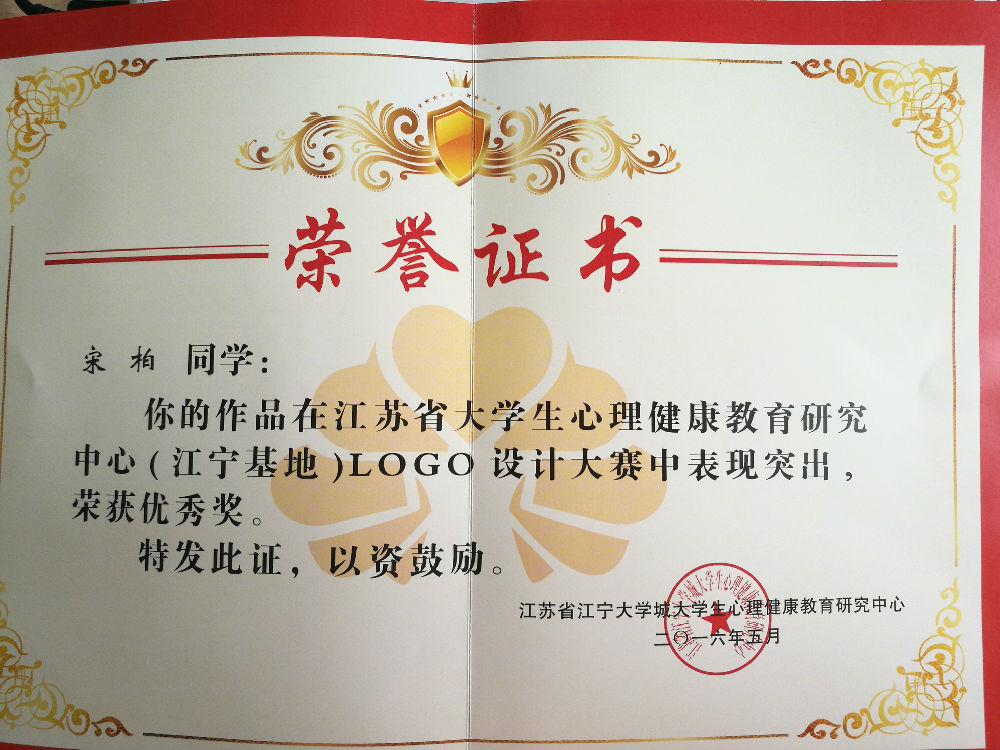 荣誉证书
宋柏 同学：
你的作品在江苏省大学生心理健康教育研究
中心(江宁基地)LOGO设计大赛中表现突出，
荣获优秀奖。
特发此证，以资鼓励。
江苏省江宁大学城大学生心理健康教育研究中心
二〇一六年五月